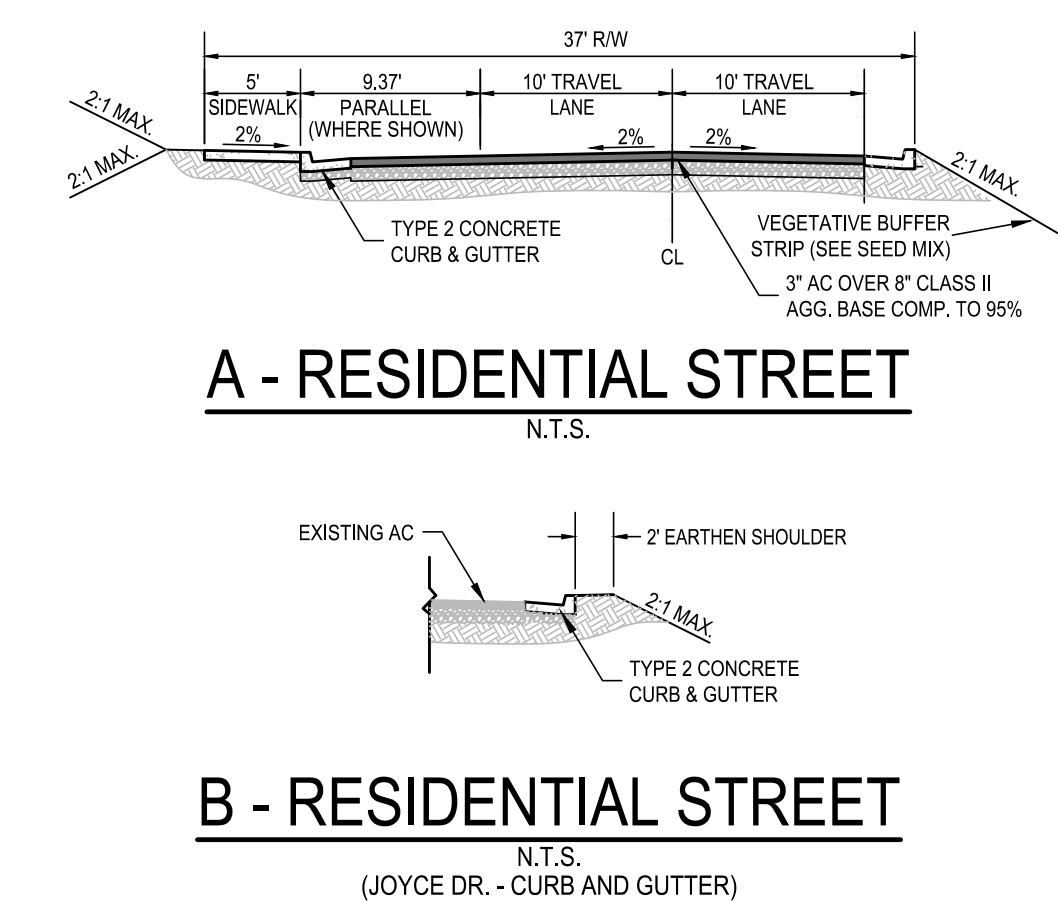 37' R/W
5'
SIDEWALK
9.37'
PARALLEL
(WHERE SHOWN)
10' TRAVEL
LANE
10' TRAVEL
LANE
2:1 MAX.
2:1 MAX.
2%
2%
2%
2:1 MAX.
TYPE 2 CONCRETE
CURB & GUTTER
CL
VEGETATIVE BUFFER
STRIP (SEE SEED MIX)
3" AC OVER 8" CLASS II
AGG. BASE COMP. TO 95%
A - RESIDENTIAL STREET
N.T.S.
EXISTING AC
2' EARTHEN SHOULDER
2:1 MAX.
TYPE 2 CONCRETE
CURB & GUTTER
B - RESIDENTIAL STREET
N.T.S.
(JOYCE DR. - CURB AND GUTTER)